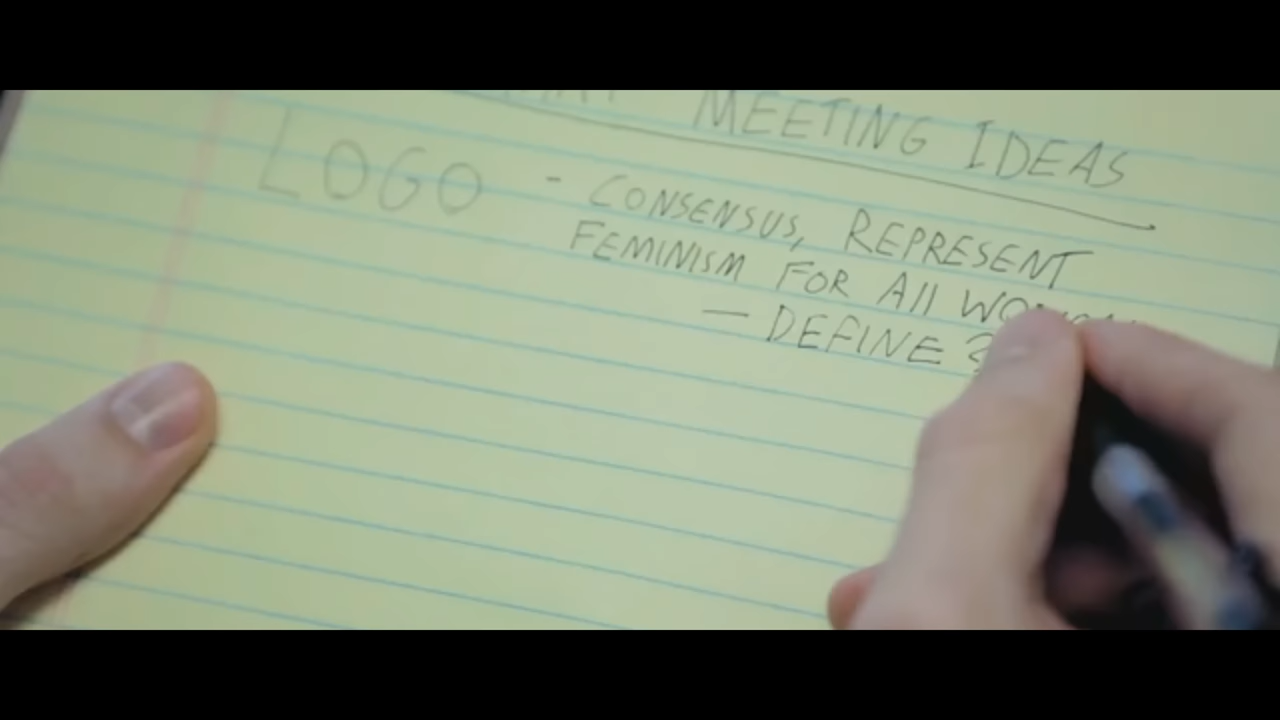 MEETING IDEAS
LOGO - CONSENSUS, REPRESENT
FEMINISM FOR All
— DEFINE